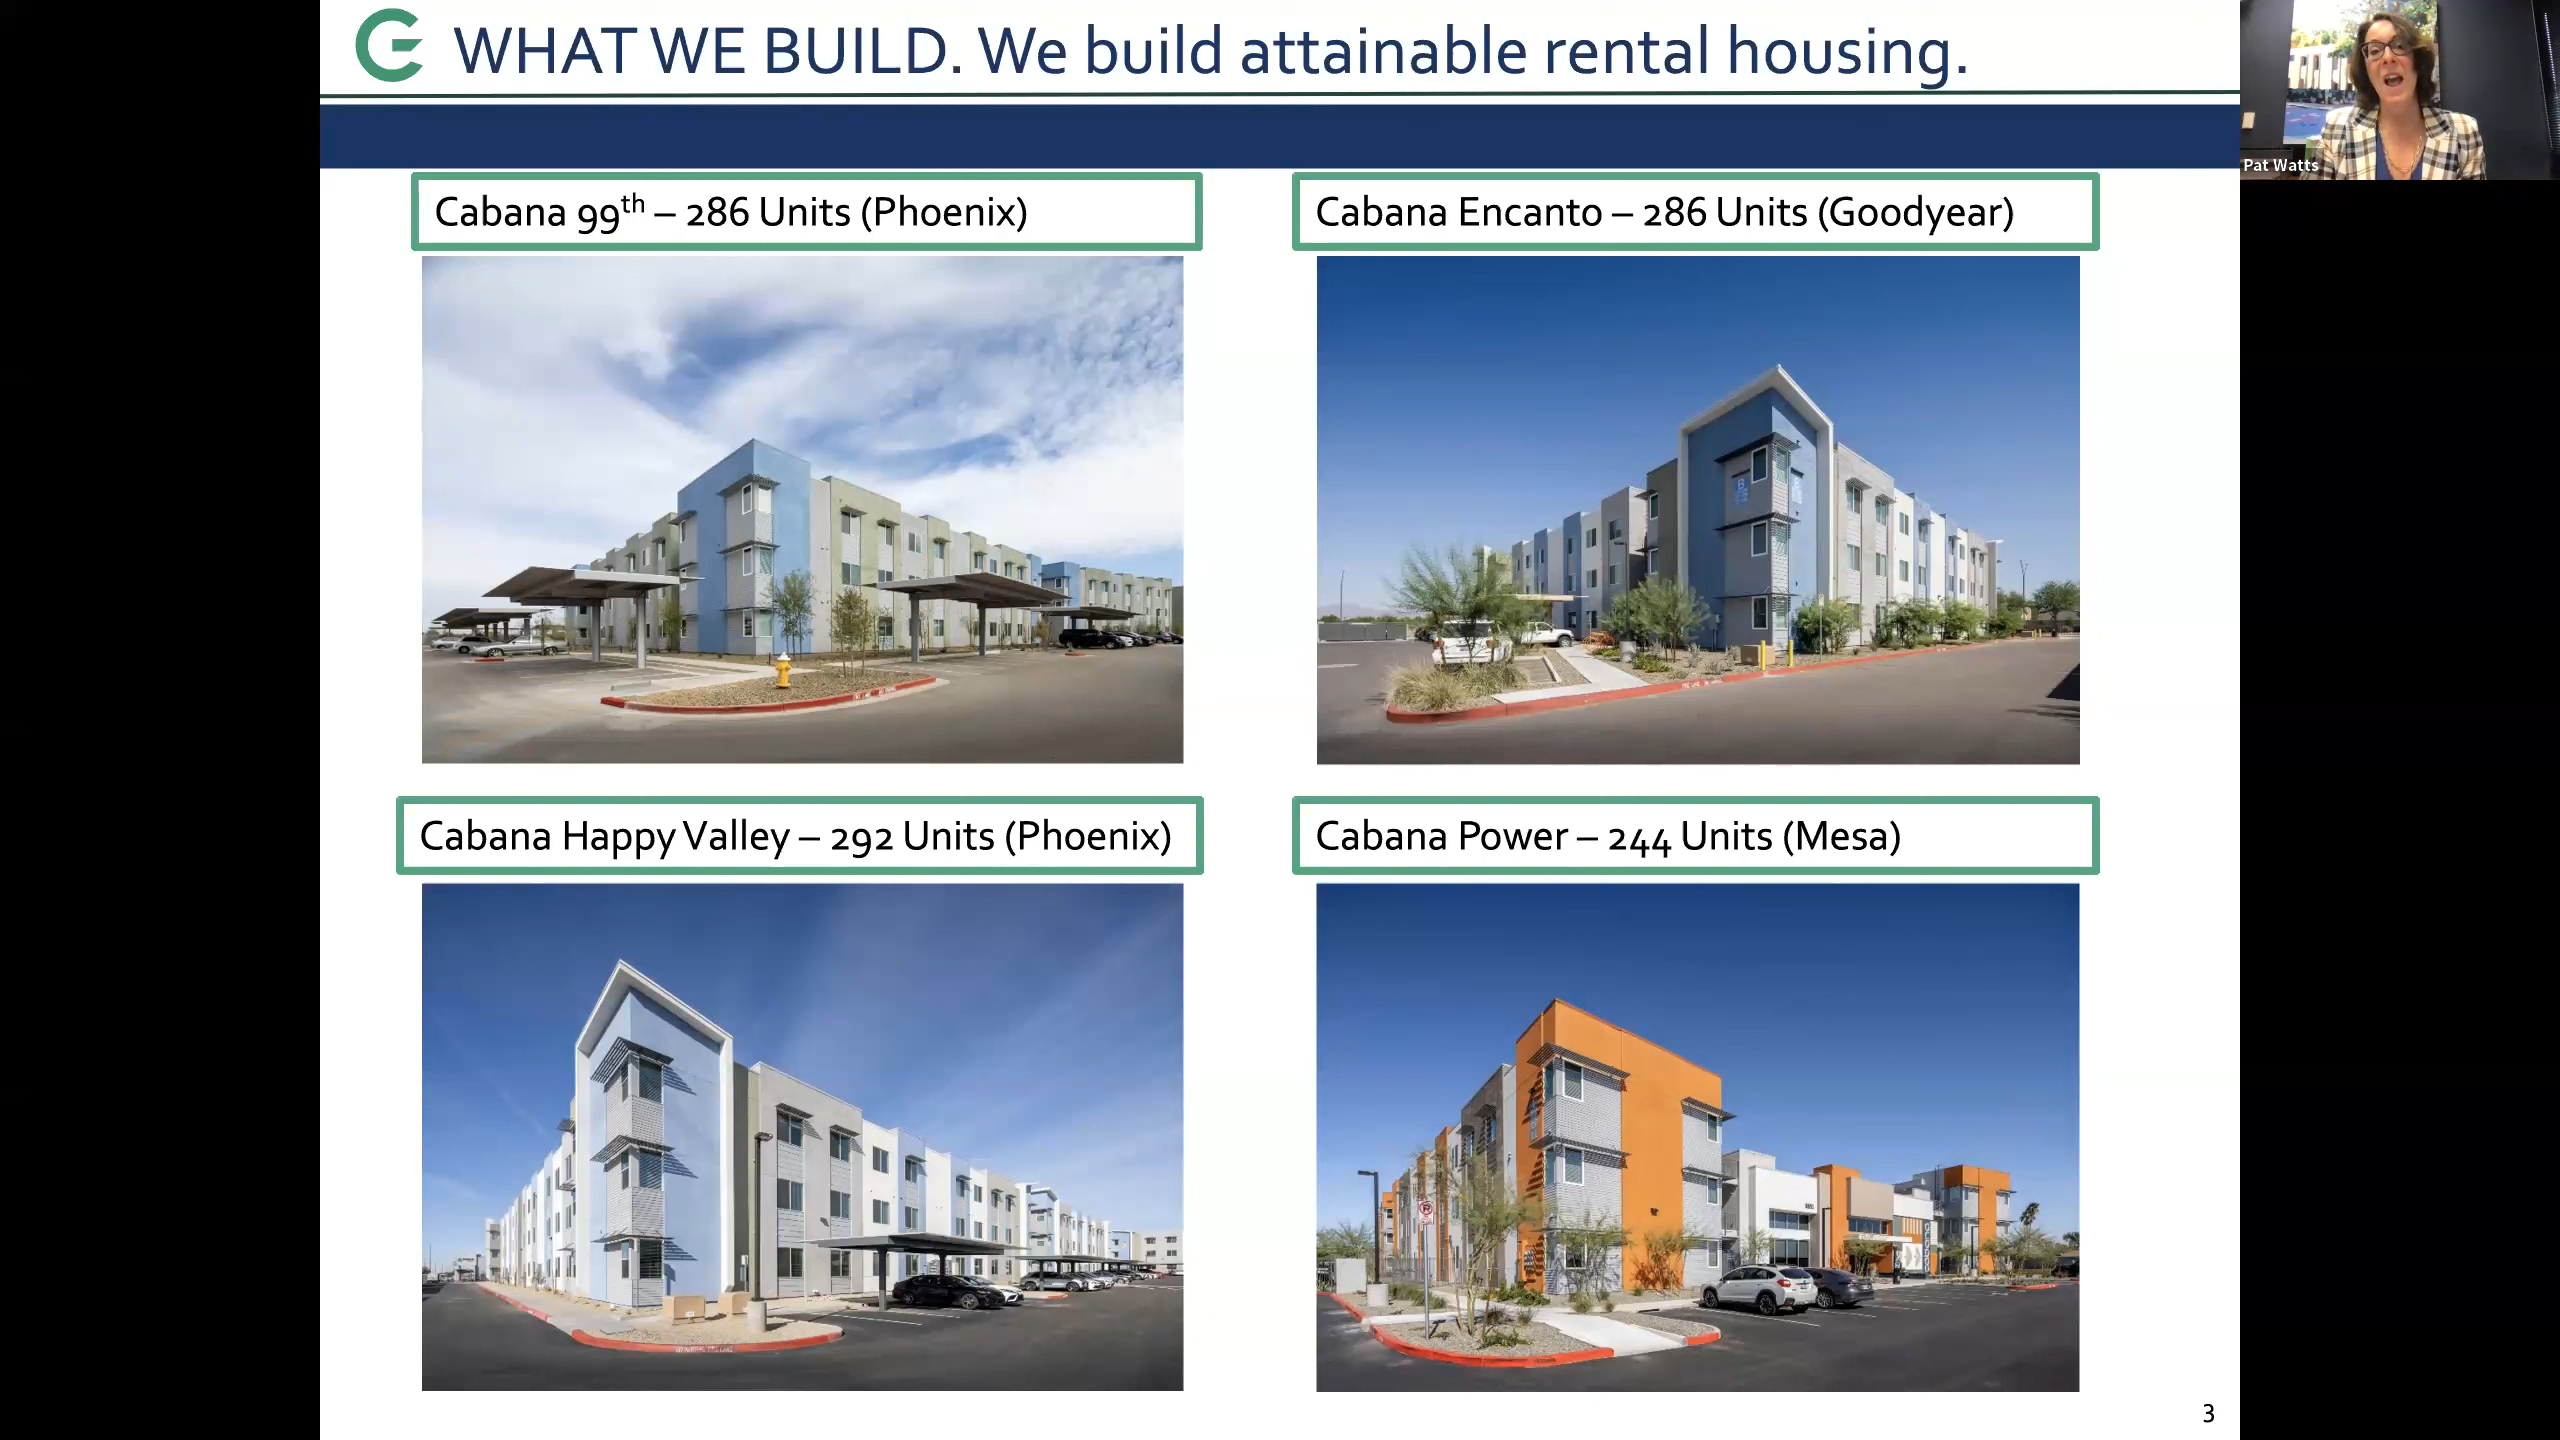 WHAT WE BUILD. We build attainable rental housing.
Pat Watts
Cabana 99th – 286 Units (Phoenix)
Cabana Encanto – 286 Units (Goodyear)
B
Cabana Happy Valley – 292 Units (Phoenix)
Cabana Power – 244 Units (Mesa)
3